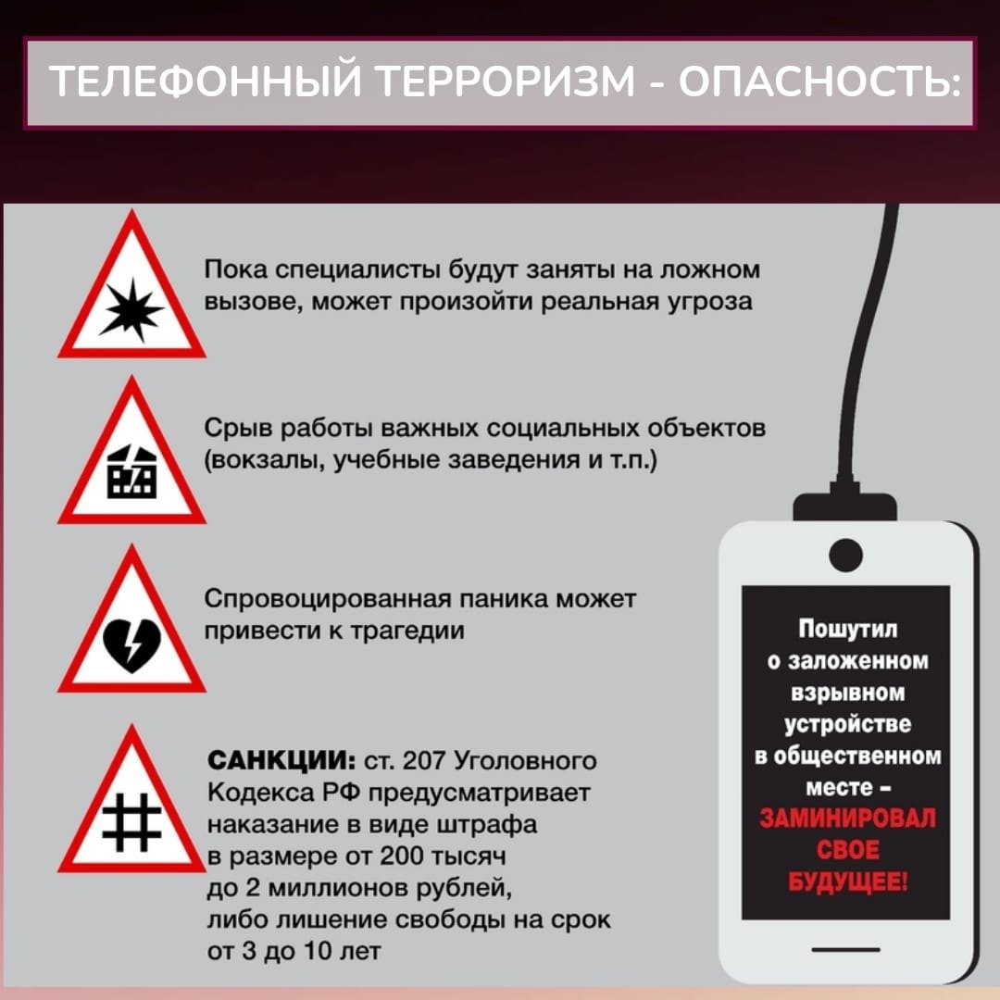 ТЕЛЕФОННЫЙ ТЕРРОРИЗМ - ОПАСНОСТЬ:
Пока специалисты будут заняты на ложном
вызове, может произойти реальная угроза
Срыв работы важных социальных объектов
(вокзалы, учебные заведения и т.п.)
Спровоцированная паника может
привести к трагедии
САНКЦИИ: ст. 207 Уголовного
Кодекса РФ предусматривает
наказание в виде штрафа
в размере от 200 тысяч
до 2 миллионов рублей,
либо лишение свободы на срок
от 3 до 10 лет
Пошутил
о заложенном
взрывном
устройстве
в общественном
месте –
ЗАМИНИРОВАЛ
СВОЕ
БУДУЩЕЕ!